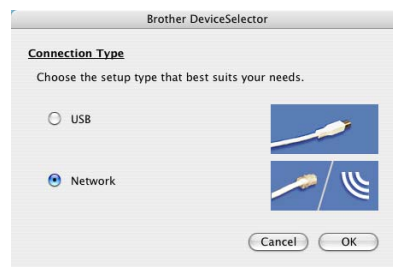 Brother DeviceSelector
Connection Type
Choose the setup type that best suits your needs.
USB
Network
Cancel OK